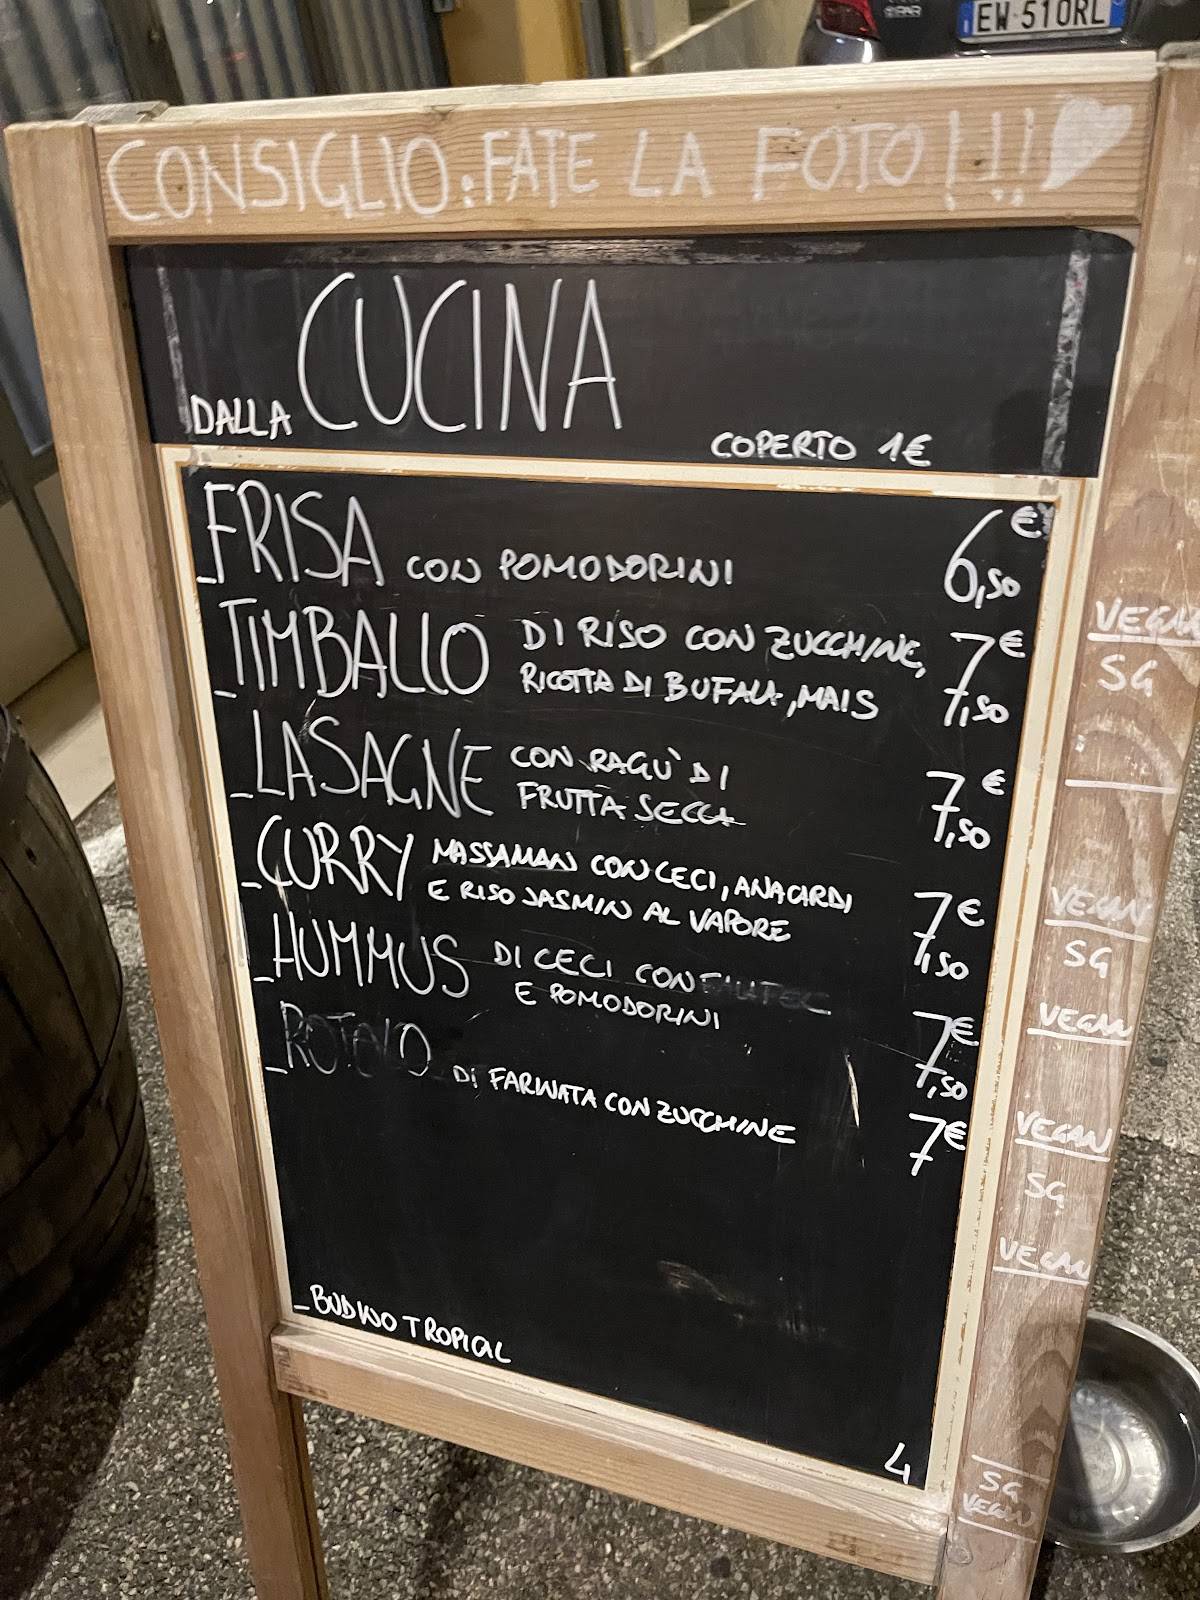 EW 510RL
CONSIGLIO: FATE LA FOTO!!!
DALLA CUCINA
COPERTO 1€
_FRISA CON POMODORINI 6,50€
VEGAN
_TIMBALLO DI RISO CON ZUCCHINE, 7,50€
RICOTTA DI BUFALA, MAIS
SG
_LASAGNE CON RAGÙ DI 7,50€
FRUTTA SECCA
VEGAN
_CURRY MASSAMAN CON CECI, ANACARDI 7,50€
E RISO JASMIN AL VAPORE
SG
VEGAN
_HUMMUS DI CECI CON 7,50€
E POMODORINI
VEGAN
SG
DI FARINATA CON ZUCCHINE 7€
VEGAN
_BUDINO TROPICAL 4
SG
VEGAN